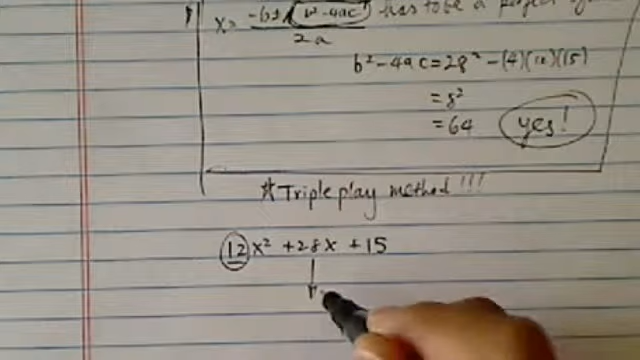 x = -b± √b²-4ac has to be a perfect
2a
b²-4ac = 28² - (4)(12)(15)
= 8²
= 64 yes!
* Triple play method!!!
12x² + 28x + 15